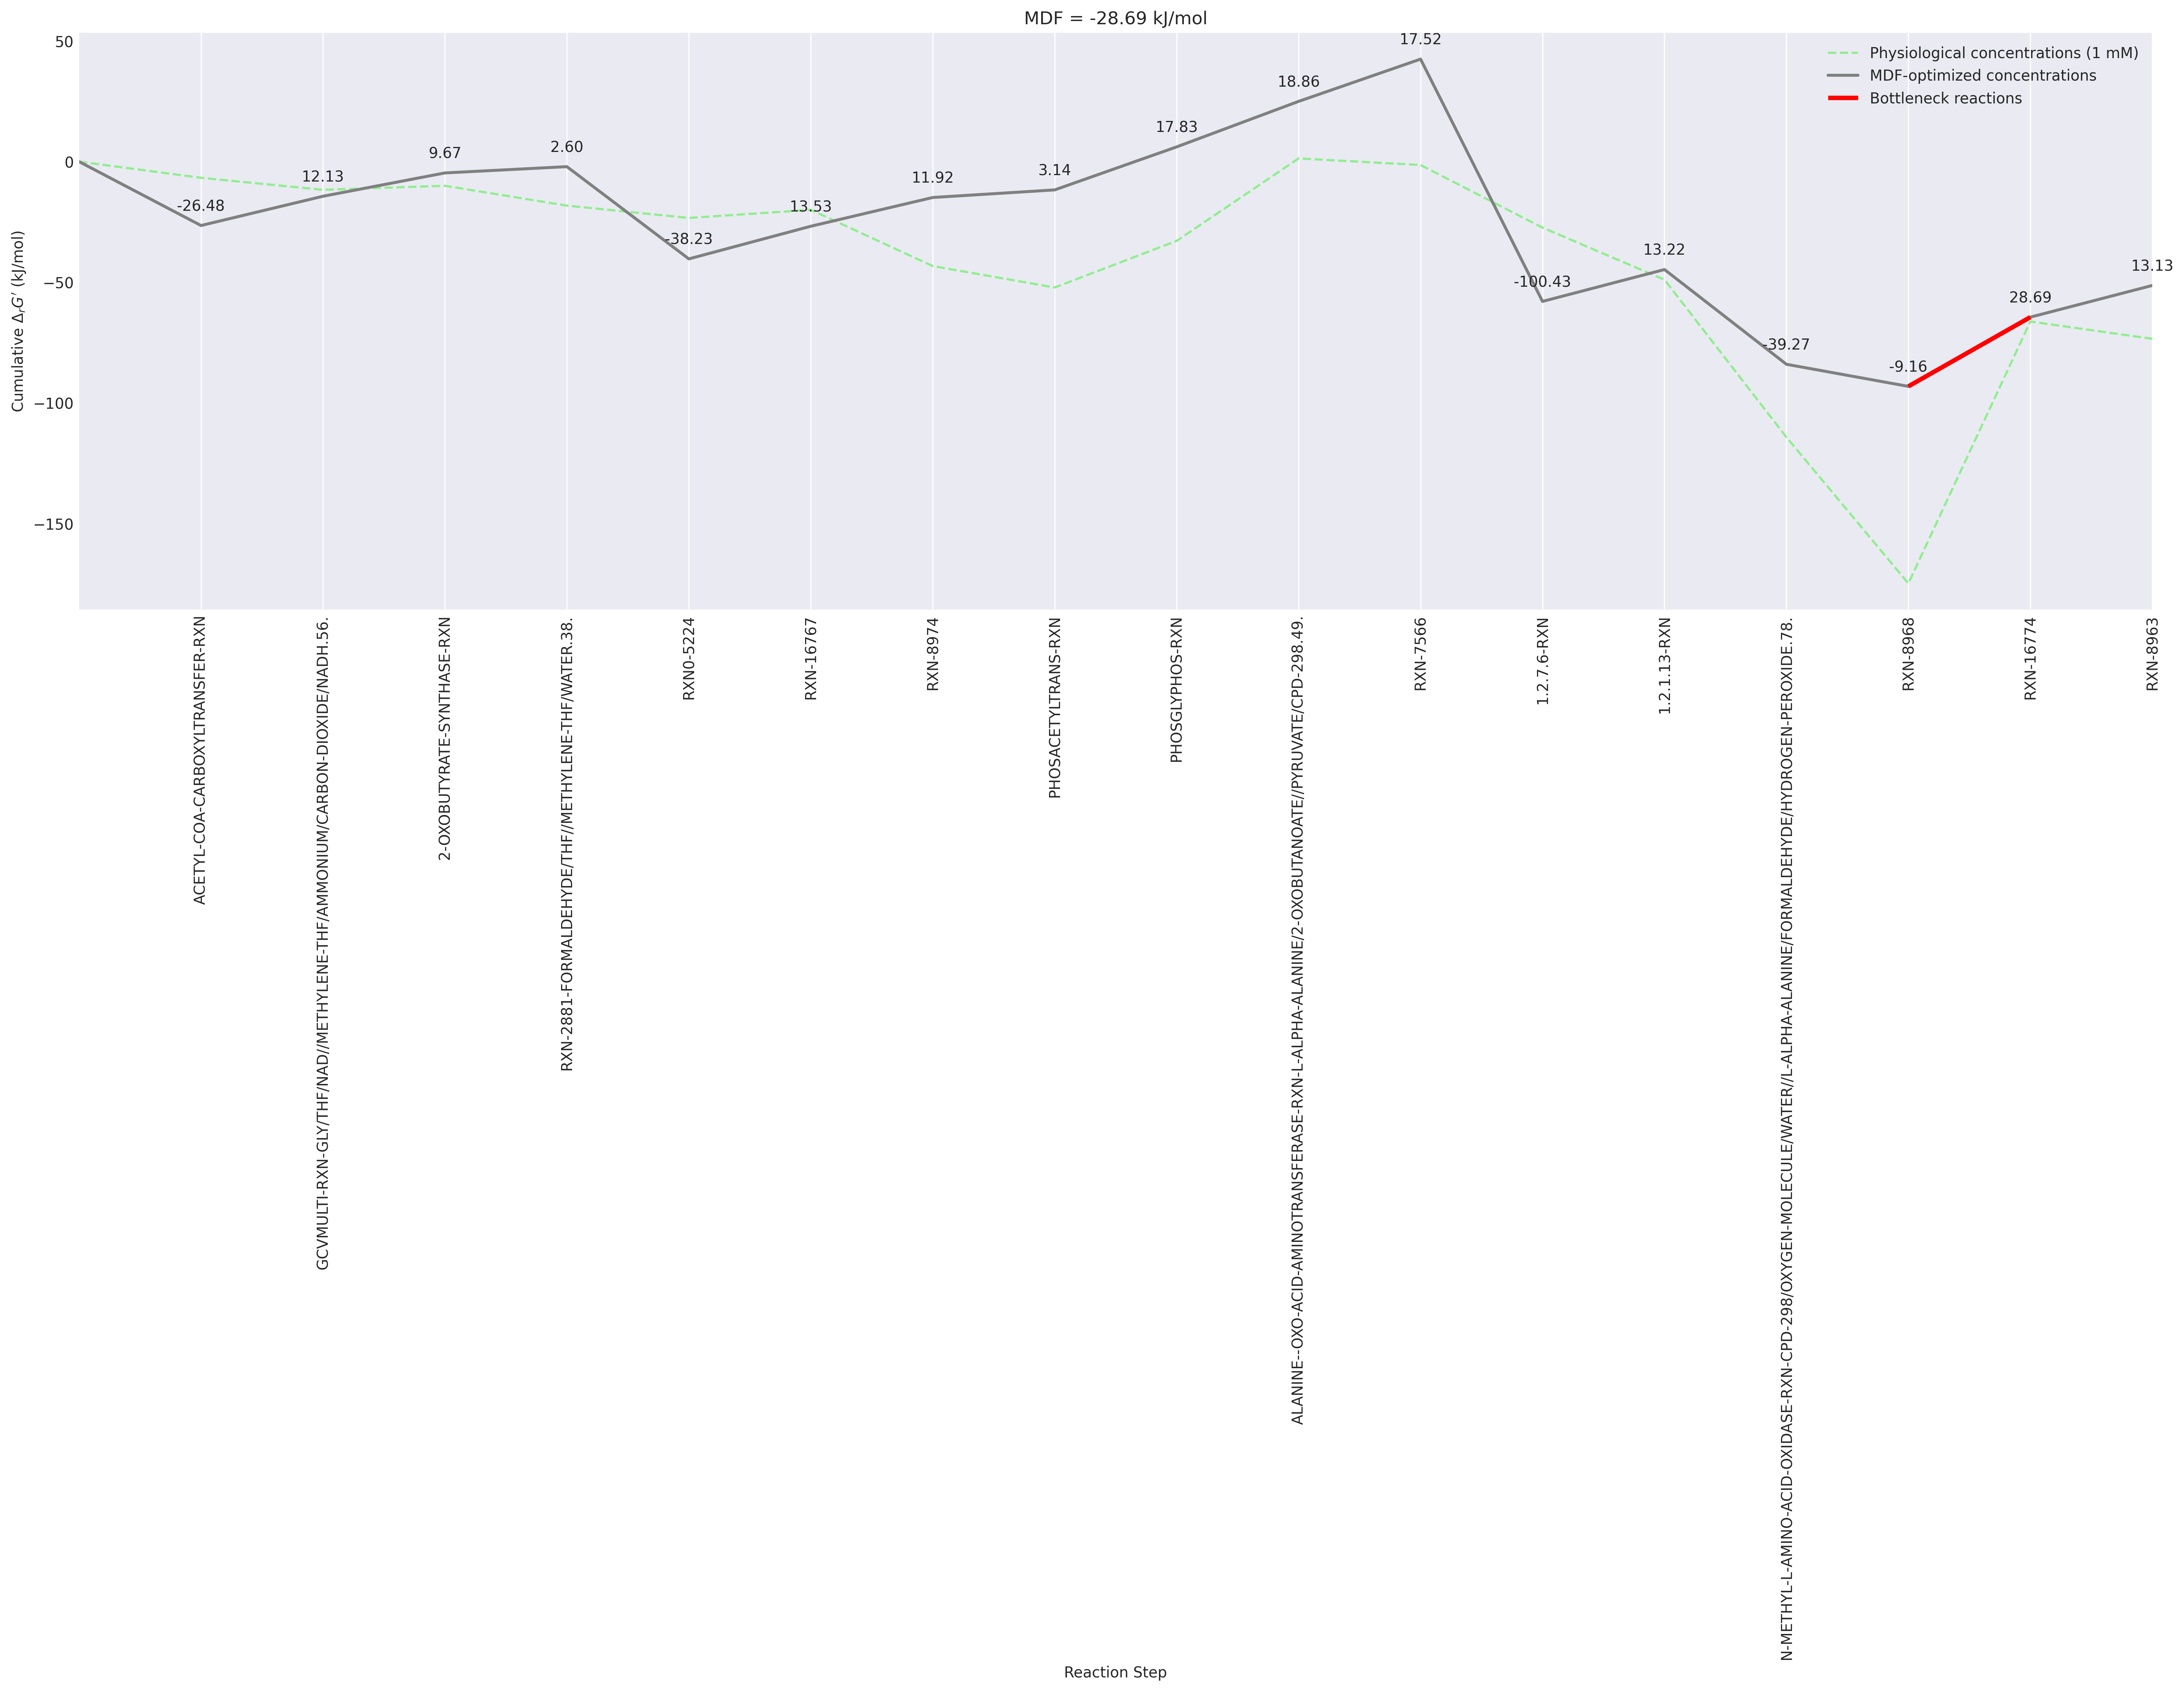 MDF = -28.69 kJ/mol
Physiological concentrations (1 mM)
MDF-optimized concentrations
Bottleneck reactions
Cumulative ΔrG′ (kJ/mol)
50
0
−50
−100
−150
-26.48
12.13
9.67
2.60
-38.23
13.53
11.92
3.14
17.83
18.86
17.52
-100.43
13.22
-39.27
-9.16
28.69
13.13
ACETYL-COA-CARBOXYLTRANSFER-RXN
GCVMULTI-RXN-GLY/THF/NAD//METHYLENE-THF/AMMONIUM/CARBON-DIOXIDE/NADH.56.
2-OXOBUTYRATE-SYNTHASE-RXN
RXN-2881-FORMALDEHYDE/THF//METHYLENE-THF/WATER.38.
RXN0-5224
RXN-16767
RXN-8974
PHOSACETYLTRANS-RXN
PHOSGLYPHOS-RXN
ALANINE--OXO-ACID-AMINOTRANSFERASE-RXN-L-ALPHA-ALANINE/2-OXOBUTANOATE//PYRUVATE/CPD-298.49.
RXN-7566
1.2.7.6-RXN
1.2.1.13-RXN
N-METHYL-L-AMINO-ACID-OXIDASE-RXN-CPD-298/OXYGEN-MOLECULE/WATER//L-ALPHA-ALANINE/FORMALDEHYDE/HYDROGEN-PEROXIDE.78.
RXN-8968
RXN-16774
RXN-8963
Reaction Step